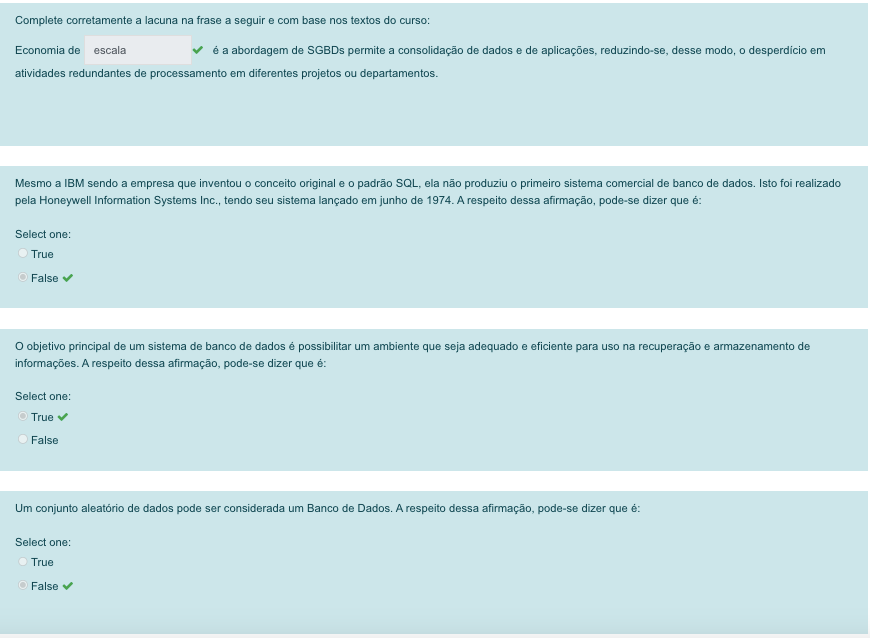 Complete corretamente a lacuna na frase a seguir e com base nos textos do curso:
Economia de escala é a abordagem de SGBDs permite a consolidação de dados e de aplicações, reduzindo-se, desse modo, o desperdício em
atividades redundantes de processamento em diferentes projetos ou departamentos.
Mesmo a IBM sendo a empresa que inventou o conceito original e o padrão SQL, ela não produziu o primeiro sistema comercial de banco de dados. Isto foi realizado
pela Honeywell Information Systems Inc., tendo seu sistema lançado em junho de 1974. A respeito dessa afirmação, pode-se dizer que é:
Select one:
True
False
O objetivo principal de um sistema de banco de dados é possibilitar um ambiente que seja adequado e eficiente para uso na recuperação e armazenamento de
informações. A respeito dessa afirmação, pode-se dizer que é:
Select one:
True
False
Um conjunto aleatório de dados pode ser considerada um Banco de Dados. A respeito dessa afirmação, pode-se dizer que é:
Select one:
True
False